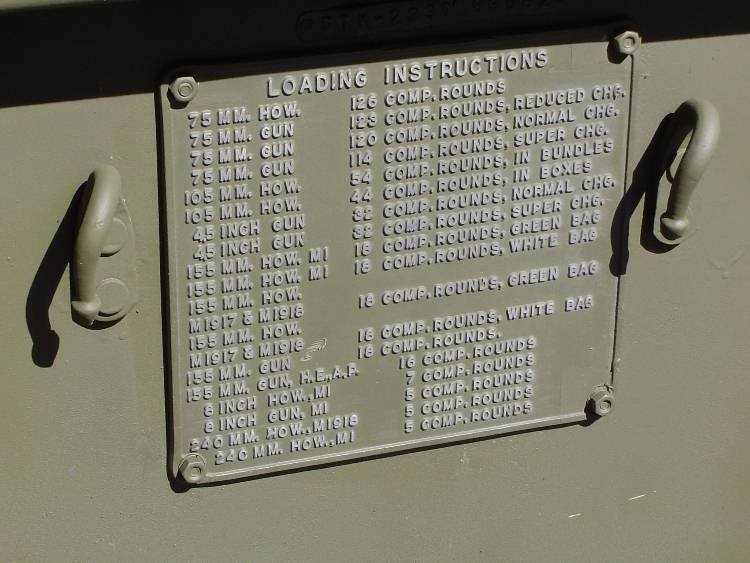 LOADING INSTRUCTIONS
75 MM. HOW. 126 COMP. ROUNDS
75 MM. GUN 123 COMP. ROUNDS, REDUCED CHG.
75 MM. GUN 120 COMP. ROUNDS, NORMAL CHG.
75 MM. GUN 114 COMP. ROUNDS, SUPER CHG.
105 MM. HOW. 54 COMP. ROUNDS, IN BUNDLES
105 MM. HOW. 44 COMP. ROUNDS, IN BOXES
4.5 INCH GUN 32 COMP. ROUNDS, NORMAL CHG.
4.5 INCH GUN 32 COMP. ROUNDS, SUPER CHG.
155 MM. HOW. M1 18 COMP. ROUNDS, GREEN BAG
155 MM. HOW. M1 18 COMP. ROUNDS, WHITE BAG
155 MM. HOW.
M1917 & M1918 18 COMP. ROUNDS, GREEN BAG
155 MM. HOW.
M1917 & M1918 18 COMP. ROUNDS, WHITE BAG
155 MM. GUN 18 COMP. ROUNDS.
155 MM. GUN, H.E.,A.P. 16 COMP. ROUNDS
8 INCH HOW.,M1 7 COMP. ROUNDS
8 INCH GUN, M1 5 COMP. ROUNDS
240 MM. HOW.,M1918 5 COMP. ROUNDS
240 MM. HOW.,M1 5 COMP. ROUNDS